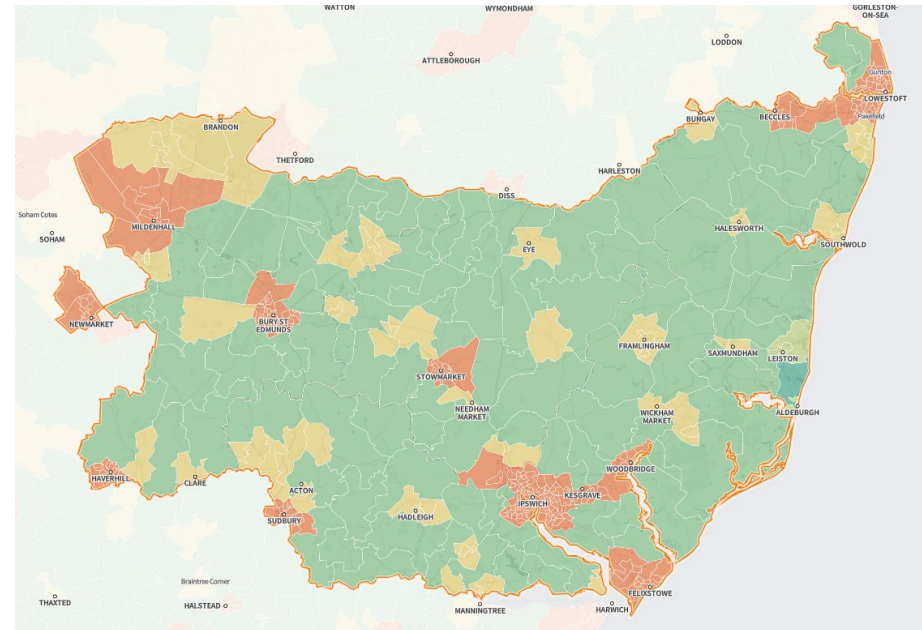 WATTON
WYMONDHAM
GORLESTON-
ON-SEA
LODDON
ATTLEBOROUGH
Gunton
LOWESTOFT
BUNGAY
BECCLES
Pakefield
BRANDON
THETFORD
HARLESTON
DISS
Soham Cotes
SOHAM
MILDENHALL
HALESWORTH
SOUTHWOLD
EYE
NEWMARKET
BURY ST
EDMUNDS
FRAMLINGHAM
SAXMUNDHAM
LEISTON
STOWMARKET
NEEDHAM
MARKET
WICKHAM
MARKET
ALDEBURGH
HAVERHILL
CLARE
ACTON
WOODBRIDGE
KESGRAVE
IPSWICH
SUDBURY
HADLEIGH
Braintree Corner
FELIXSTOWE
THAXTED
HALSTEAD
MANNINGTREE
HARWICH